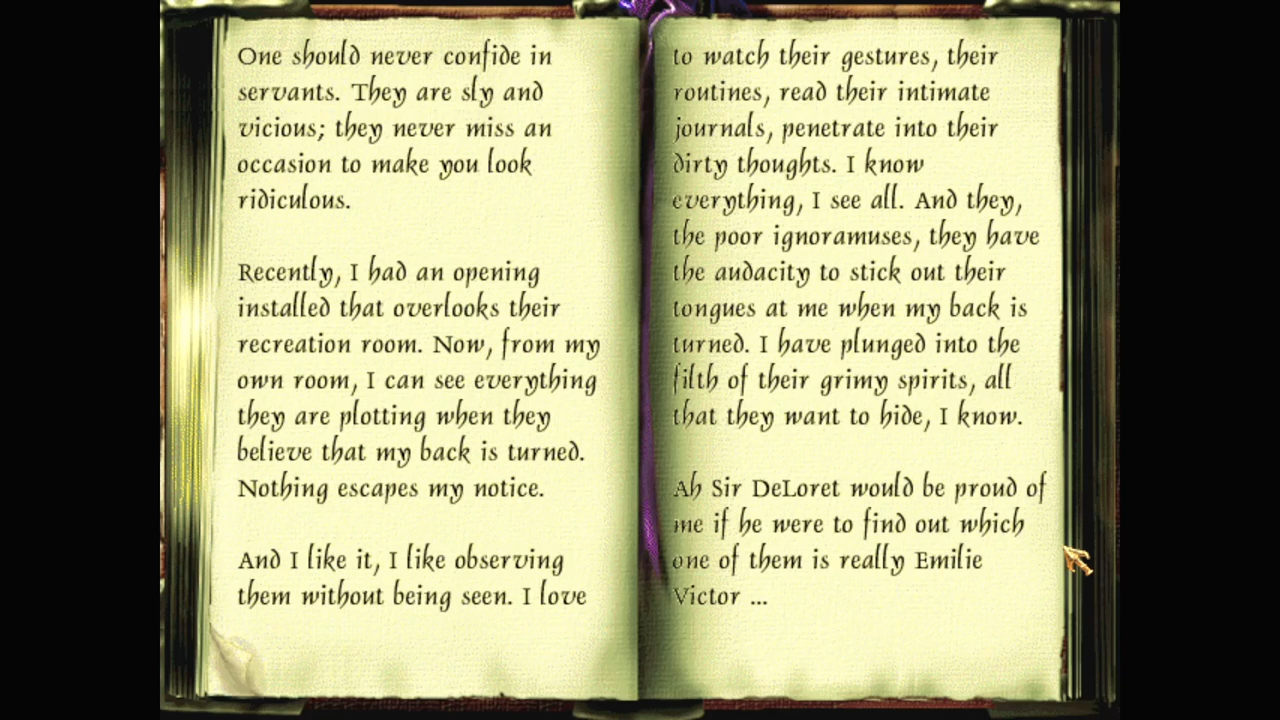 One should never confide in
servants. They are sly and
vicious; they never miss an
occasion to make you look
ridiculous.
Recently, I had an opening
installed that overlooks their
recreation room. Now, from my
own room, I can see everything
they are plotting when they
believe that my back is turned.
Nothing escapes my notice.
And I like it, I like observing
them without being seen. I love
to watch their gestures, their
routines, read their intimate
journals, penetrate into their
dirty thoughts. I know
everything, I see all. And they,
the poor ignoramuses, they have
the audacity to stick out their
tongues at me when my back is
turned. I have plunged into the
filth of their grimy spirits, all
that they want to hide, I know.
Ah Sir DeLoret would be proud of
me if he were to find out which
one of them is really Emilie
Victor ...